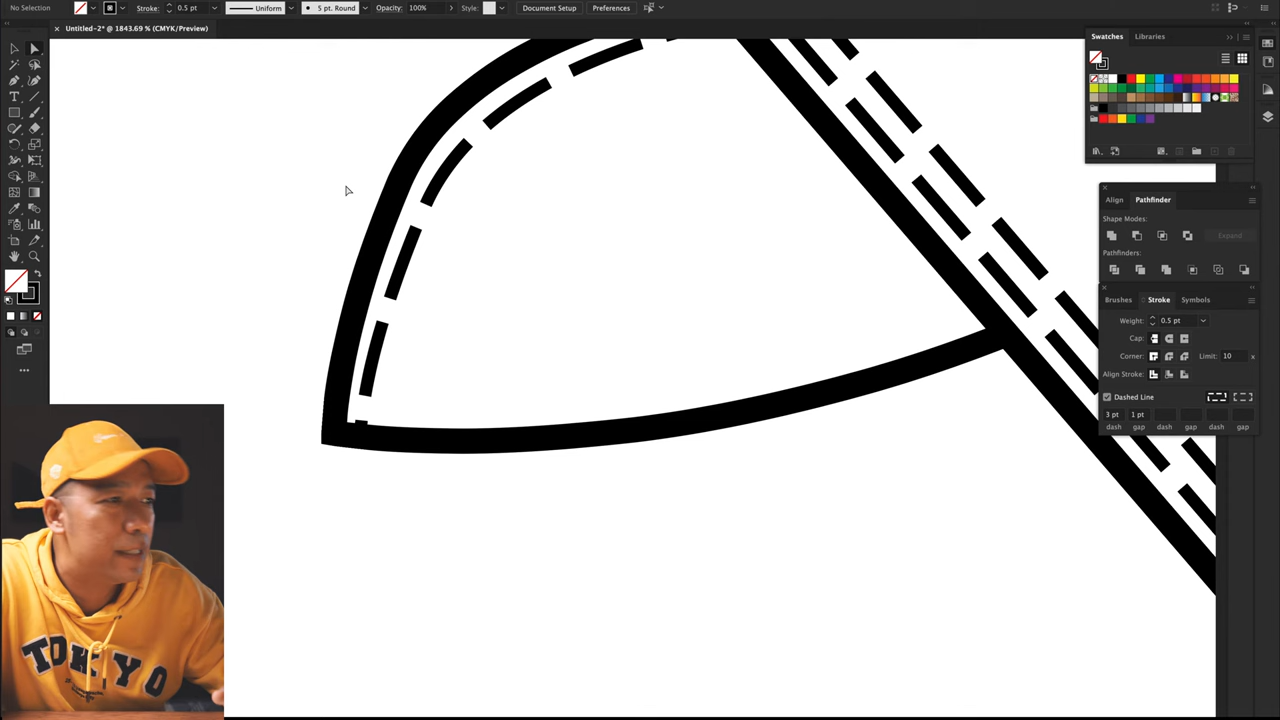 No Selection
Stroke:
0.5 pt
Uniform
5 pt. Round
Opacity:
100%
Style:
Document Setup
Preferences
× Untitled-2* @ 1843.69 % (CMYK/Preview)
Swatches
Libraries
Align
Pathfinder
Shape Modes:
Expand
Pathfinders:
Brushes
Stroke
Symbols
Weight:
0.5 pt
Cap:
Corner:
Limit:
10
x
Align Stroke:
Dashed Line
3 pt
1 pt
dash
gap
dash
gap
dash
gap
TOKYO